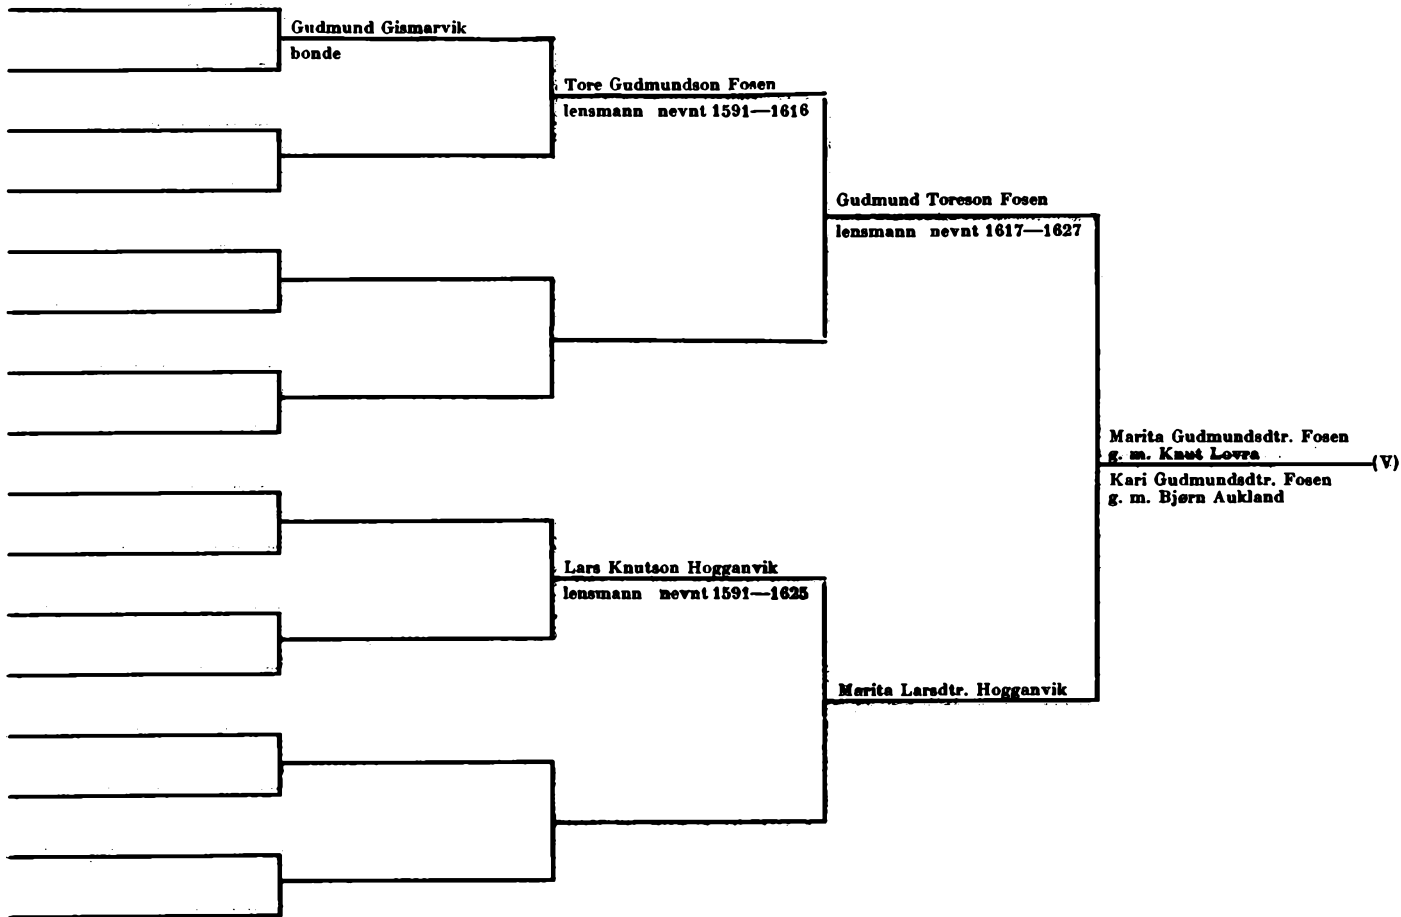 Gudmund Gismarvik
bonde
Tore Gudmundson Fosen
lensmann nevnt 1591—1616
Gudmund Toreson Fosen
lensmann nevnt 1617—1627
Marita Gudmundsdtr. Fosen
g. m. Knut Lovra
(V)
Kari Gudmundsdtr. Fosen
g. m. Bjørn Aukland
Lars Knutson Hogganvik
lensmann nevnt 1591—1625
Marita Larsdtr. Hogganvik